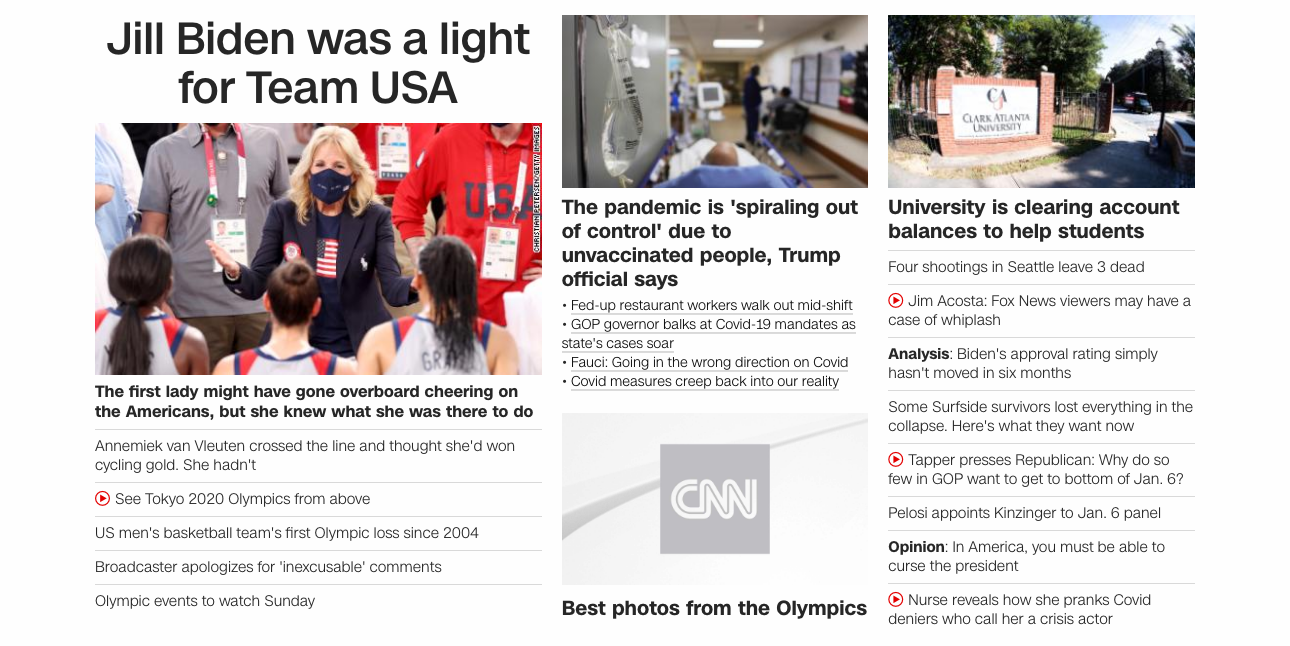 Jill Biden was a light
for Team USA
CHRISTIAN PETERSEN/GETTY IMAGES
USA
GRAY
The first lady might have gone overboard cheering on
the Americans, but she knew what she was there to do
Annemiek van Vleuten crossed the line and thought she'd won
cycling gold. She hadn't
See Tokyo 2020 Olympics from above
US men's basketball team's first Olympic loss since 2004
Broadcaster apologizes for 'inexcusable' comments
Olympic events to watch Sunday
The pandemic is 'spiraling out
of control' due to
unvaccinated people, Trump
official says
• Fed-up restaurant workers walk out mid-shift
• GOP governor balks at Covid-19 mandates as
state's cases soar
• Fauci: Going in the wrong direction on Covid
• Covid measures creep back into our reality
CNN
Best photos from the Olympics
CA
CLARK ATLANTA
UNIVERSITY
University is clearing account
balances to help students
Four shootings in Seattle leave 3 dead
Jim Acosta: Fox News viewers may have a
case of whiplash
Analysis: Biden's approval rating simply
hasn't moved in six months
Some Surfside survivors lost everything in the
collapse. Here's what they want now
Tapper presses Republican: Why do so
few in GOP want to get to bottom of Jan. 6?
Pelosi appoints Kinzinger to Jan. 6 panel
Opinion: In America, you must be able to
curse the president
Nurse reveals how she pranks Covid
deniers who call her a crisis actor